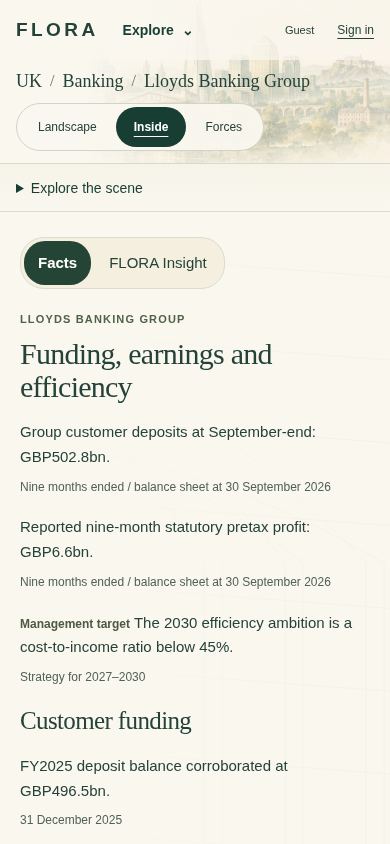 FLORA Explore Guest Sign in
UK / Banking / Lloyds Banking Group
Landscape Inside Forces
Explore the scene
Facts FLORA Insight
LLOYDS BANKING GROUP
Funding, earnings and
efficiency
Group customer deposits at September-end:
GBP502.8bn.
Nine months ended / balance sheet at 30 September 2026
Reported nine-month statutory pretax profit:
GBP6.6bn.
Nine months ended / balance sheet at 30 September 2026
Management target The 2030 efficiency ambition is a
cost-to-income ratio below 45%.
Strategy for 2027–2030
Customer funding
FY2025 deposit balance corroborated at
GBP496.5bn.
31 December 2025